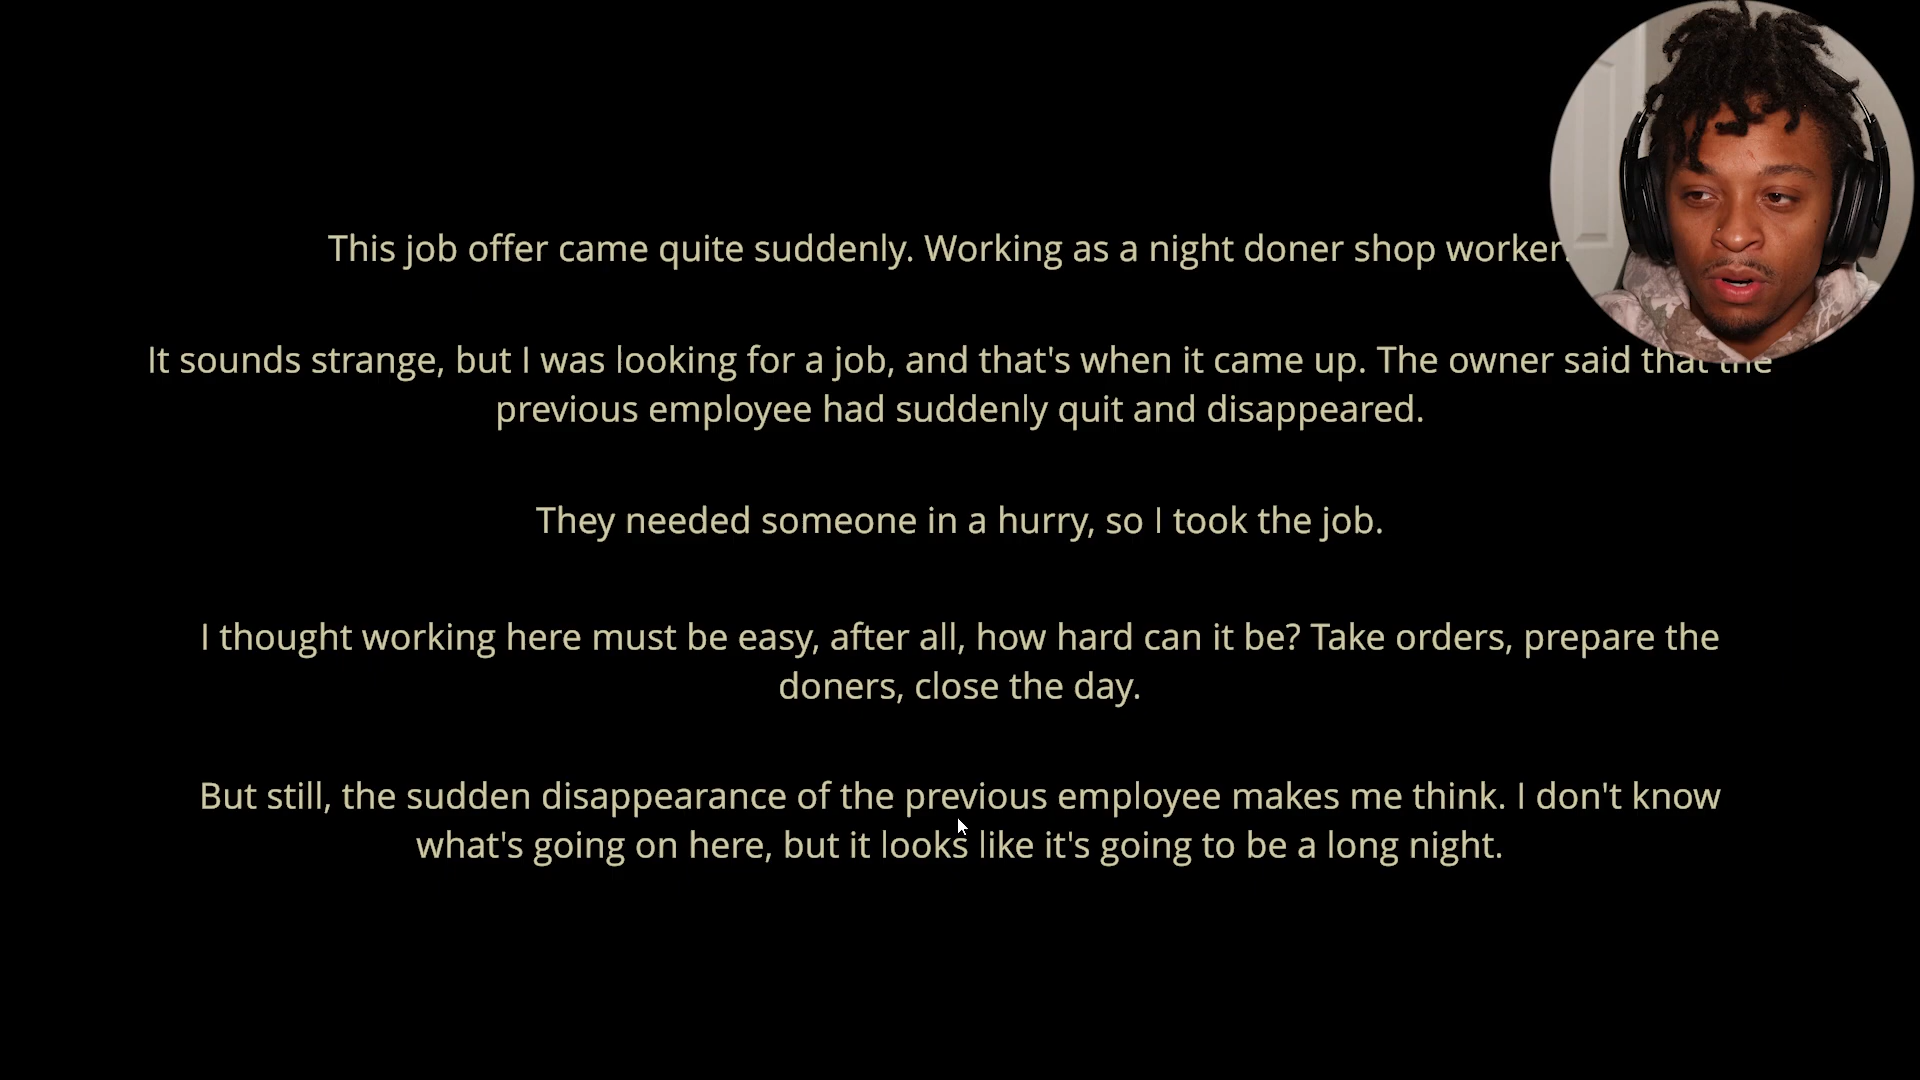 This job offer came quite suddenly. Working as a night doner shop worker.
It sounds strange, but I was looking for a job, and that's when it came up. The owner said that the
previous employee had suddenly quit and disappeared.
They needed someone in a hurry, so I took the job.
I thought working here must be easy, after all, how hard can it be? Take orders, prepare the
doners, close the day.
But still, the sudden disappearance of the previous employee makes me think. I don't know
what's going on here, but it looks like it's going to be a long night.